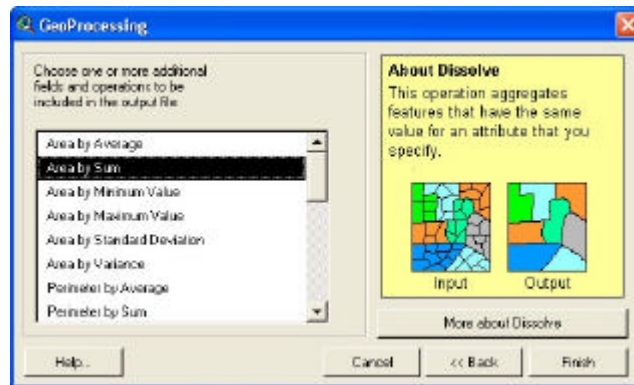 GeoProcessing
Choose one or more additional
fields and operations to be
included in the output file
Area by Average
Area by Sum
Area by Minimum Value
Area by Maximum Value
Area by Standard Deviation
Area by Variance
Perimeter by Average
Perimeter by Sum
About Dissolve
This operation aggregates
features that have the same
value for an attribute that you
specify.
Input
Output
More about Dissolve
Help...
Cancel
<< Back
Finish